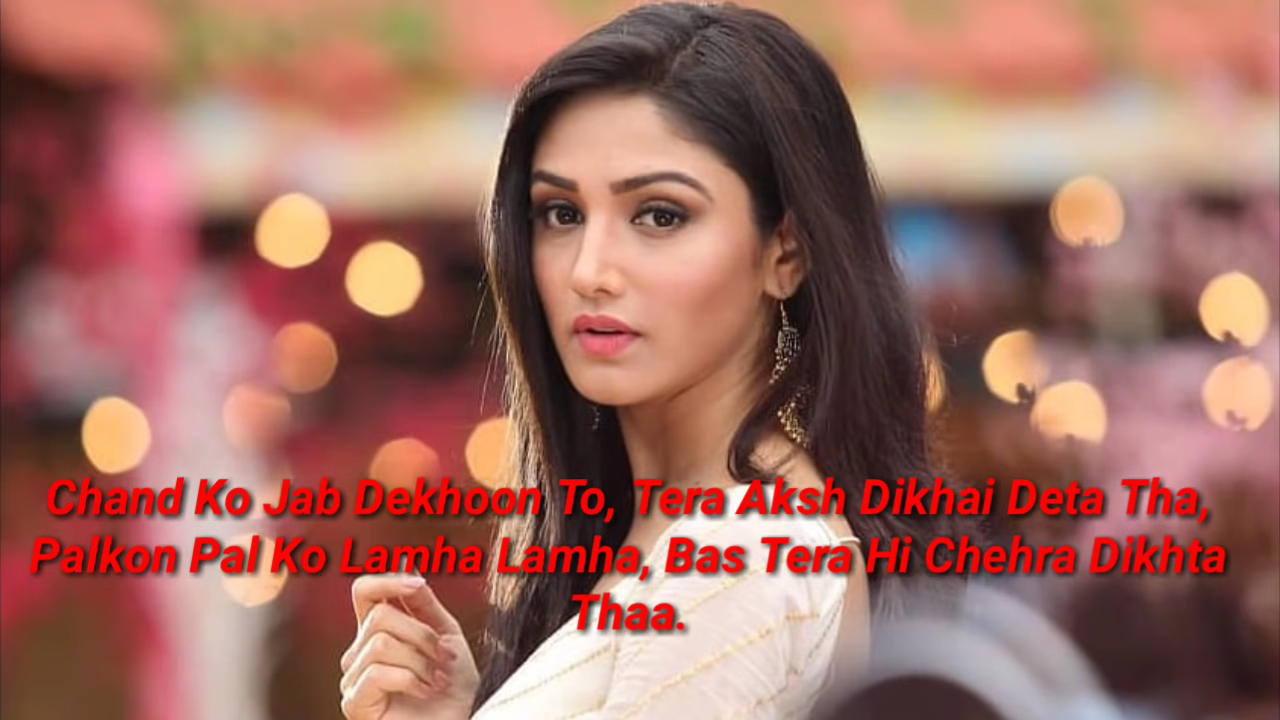 Chand Ko Jab Dekhoon To, Tera Aksh Dikhai Deta Tha,
Palkon Pal Ko Lamha Lamha, Bas Tera Hi Chehra Dikhta
Thaa.